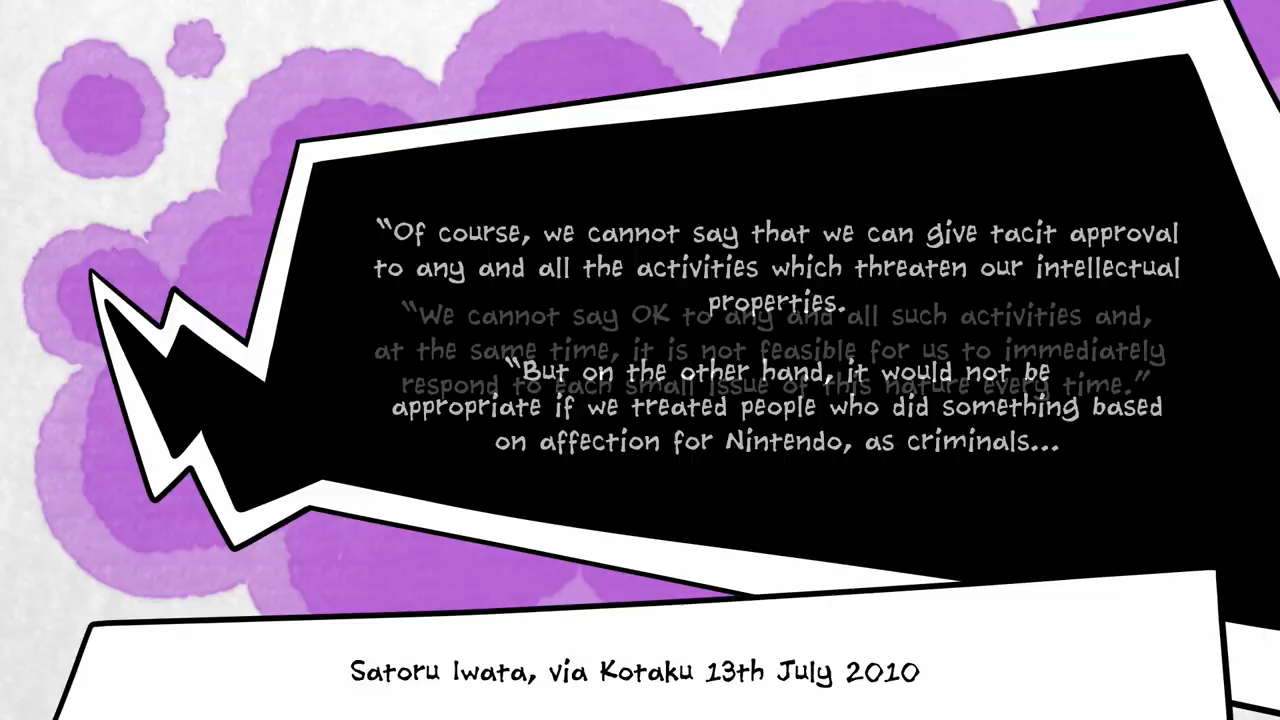 “Of course, we cannot say that we can give tacit approval
to any and all the activities which threaten our intellectual
properties.
“We cannot say OK to any and all such activities and,
at the same time, it is not feasible for us to immediately
respond to each small issue of this nature every time.”
“But on the other hand, it would not be
appropriate if we treated people who did something based
on affection for Nintendo, as criminals...
Satoru Iwata, via Kotaku 13th July 2010